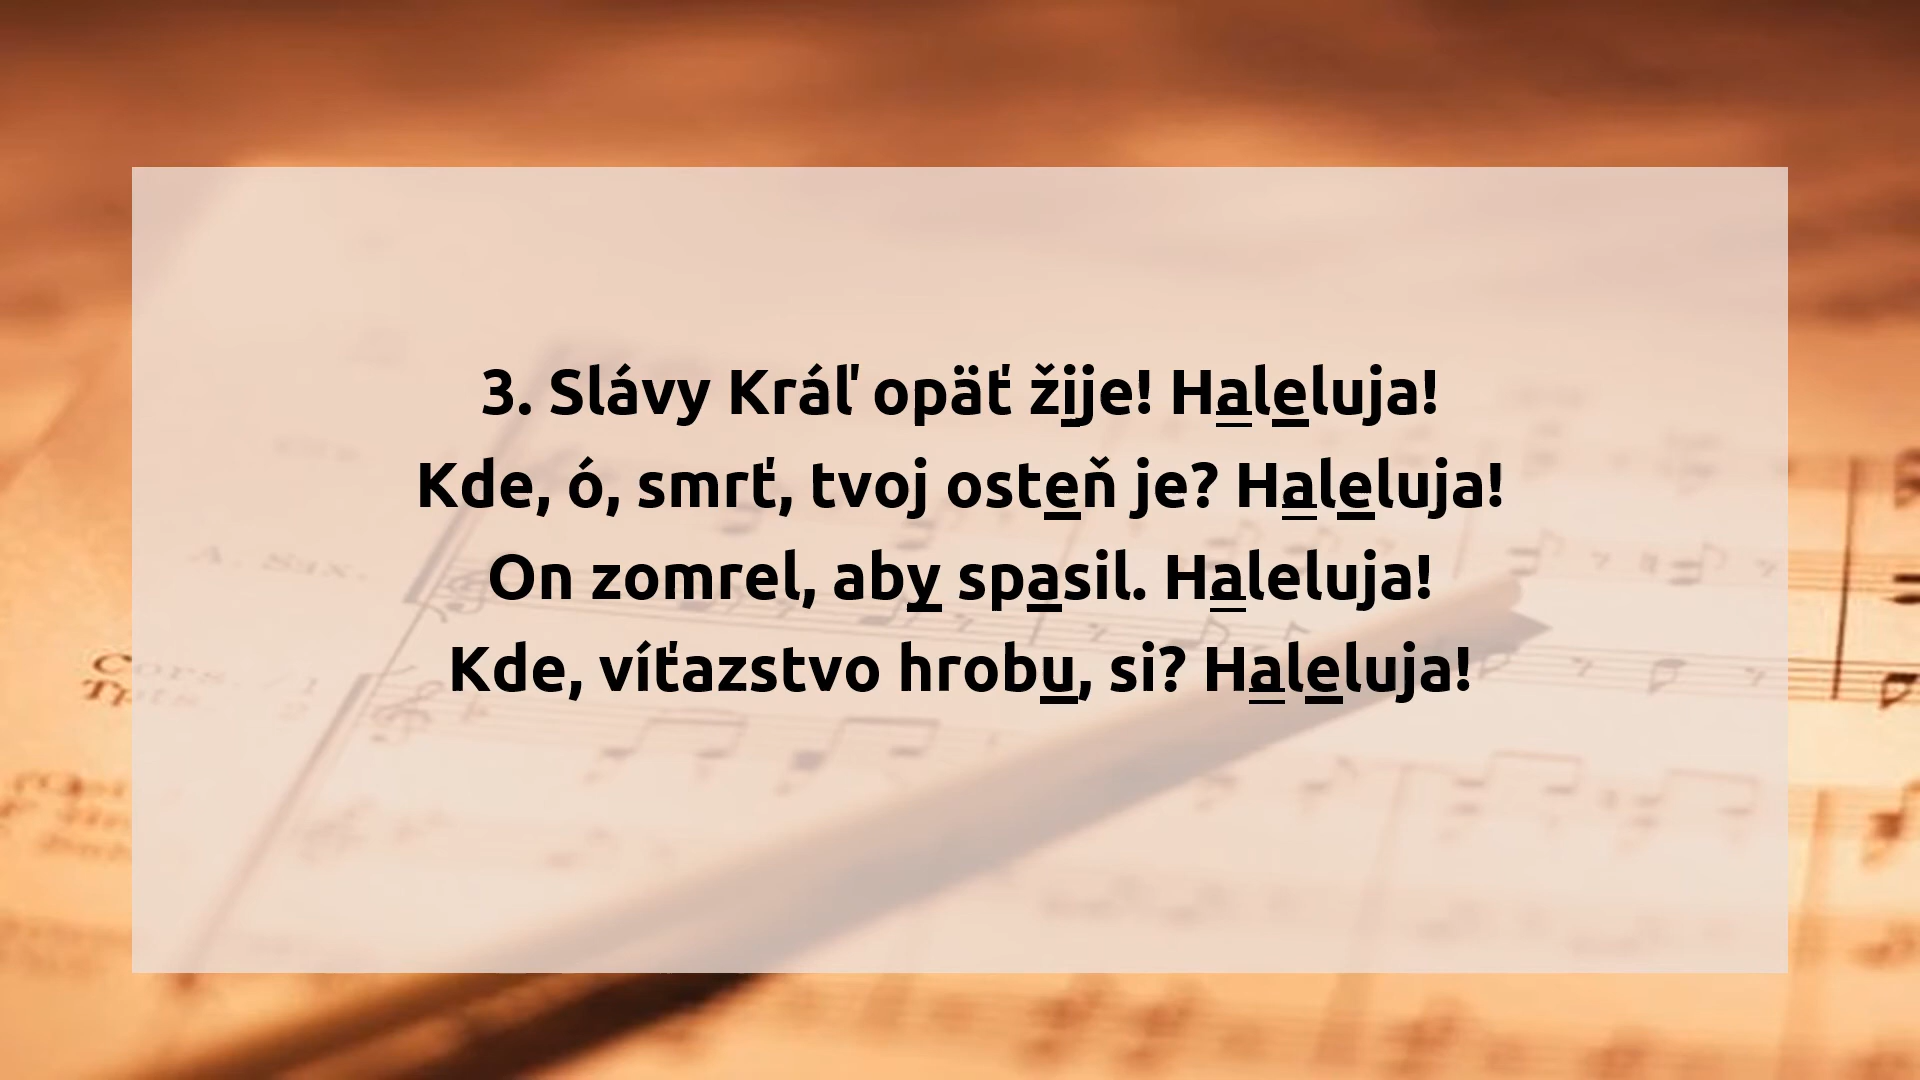 3. Slávy Kráľ opäť žije! Haleluja!
Kde, ó, smrť, tvoj osteň je? Haleluja!
On zomrel, aby spasil. Haleluja!
Kde, víťazstvo hrobu, si? Haleluja!
A. Sax.